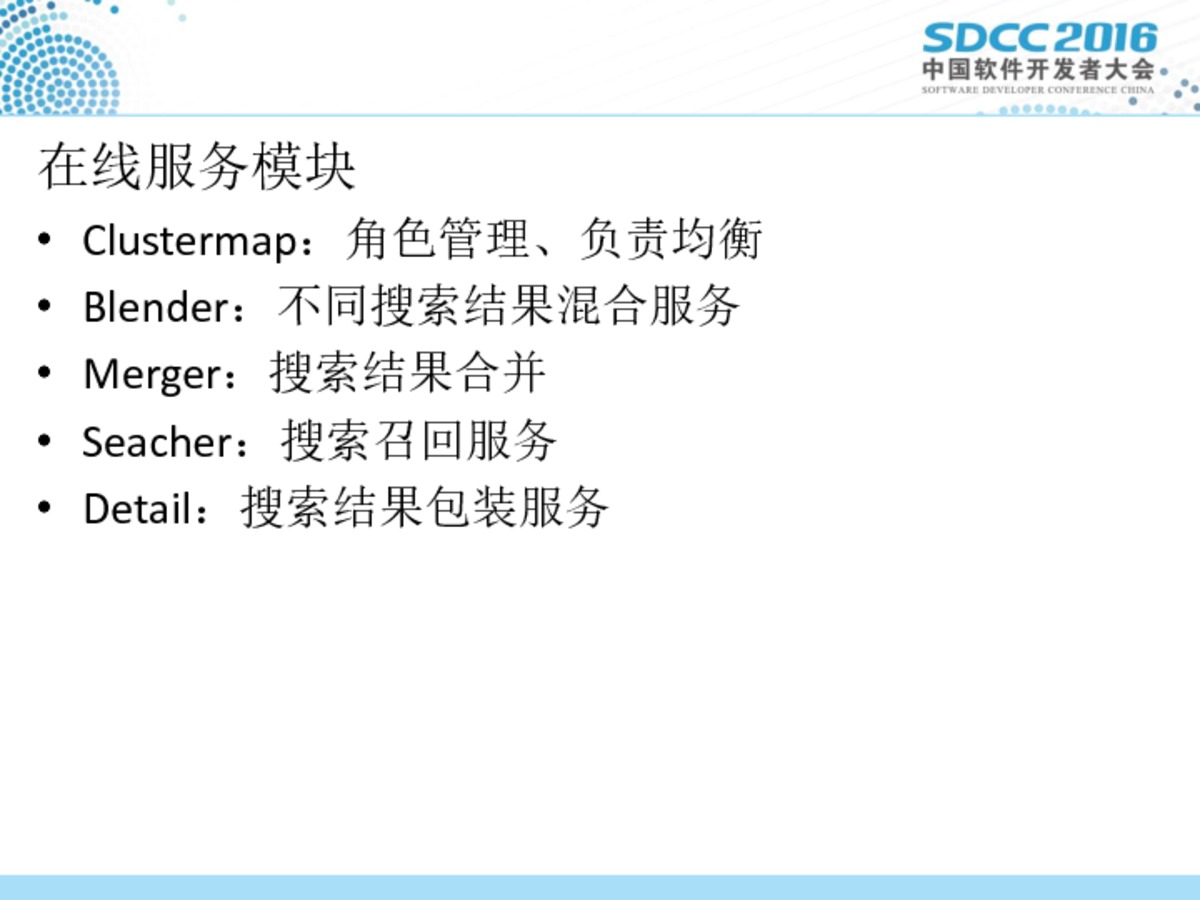 SDCC 2016
中国软件开发者大会
SOFTWARE DEVELOPER CONFERENCE CHINA
在线服务模块
• Clustermap：角色管理、负责均衡
• Blender：不同搜索结果混合服务
• Merger：搜索结果合并
• Seacher：搜索召回服务
• Detail：搜索结果包装服务